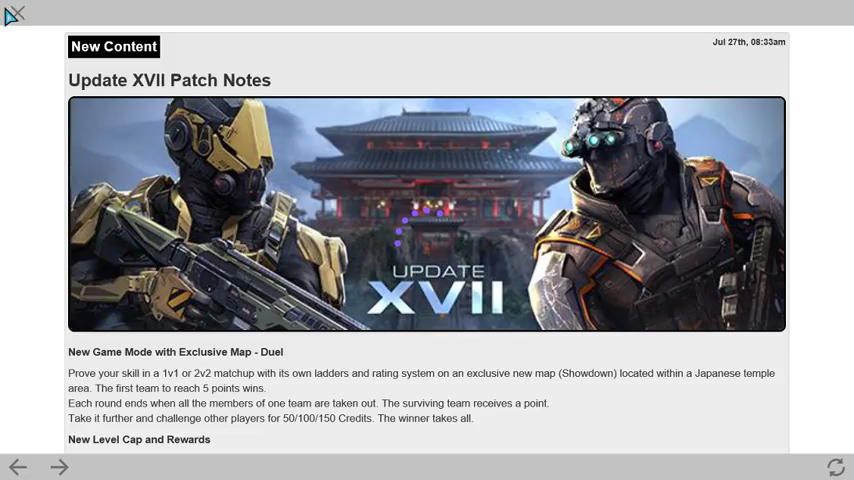 New Content
Jul 27th, 08:33am
Update XVII Patch Notes
UPDATE
XVII
New Game Mode with Exclusive Map - Duel
Prove your skill in a 1v1 or 2v2 matchup with its own ladders and rating system on an exclusive new map (Showdown) located within a Japanese temple
area. The first team to reach 5 points wins.
Each round ends when all the members of one team are taken out. The surviving team receives a point.
Take it further and challenge other players for 50/100/150 Credits. The winner takes all.
New Level Cap and Rewards